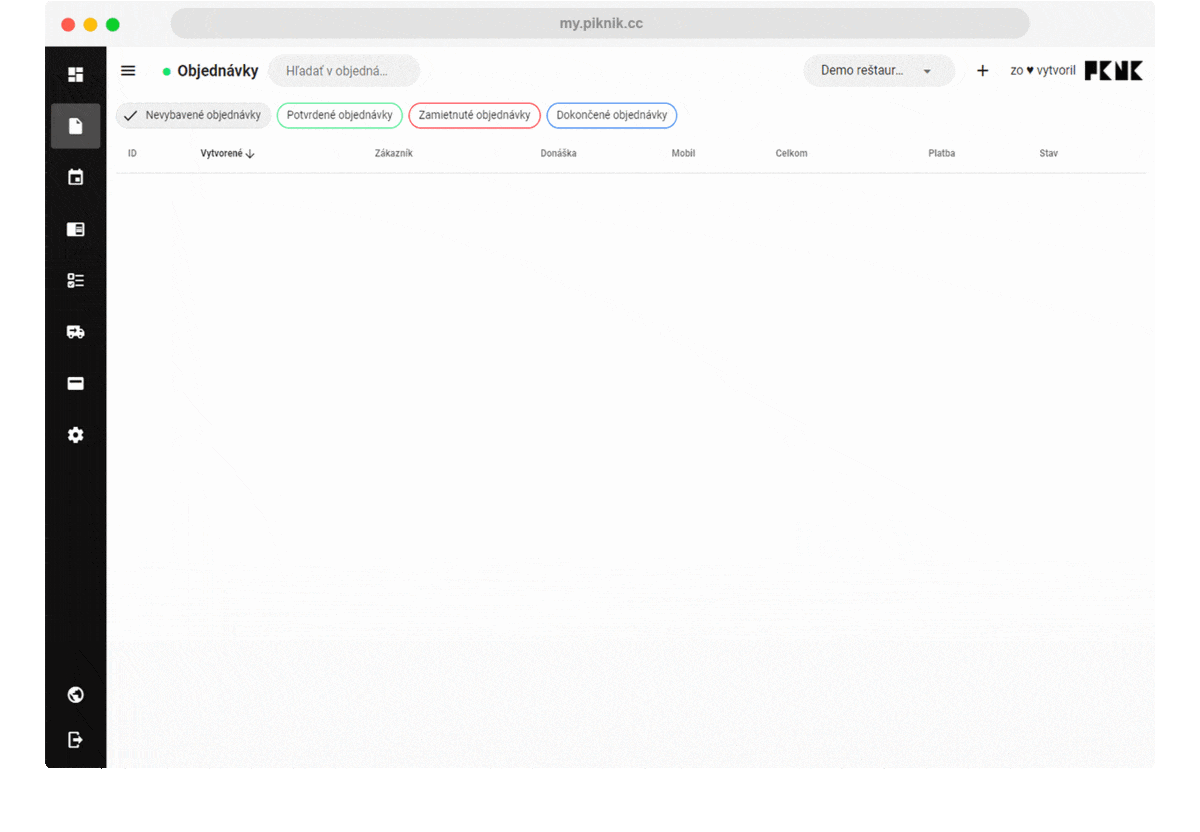 my.piknik.cc
Objednávky
Hľadať v objedná...
Demo reštaur...
zo ♥ vytvoril PKNK
Nevybavené objednávky
Potvrdené objednávky
Zamietnuté objednávky
Dokončené objednávky
ID Vytvorené Zákazník Donáška Mobil Celkom Platba Stav